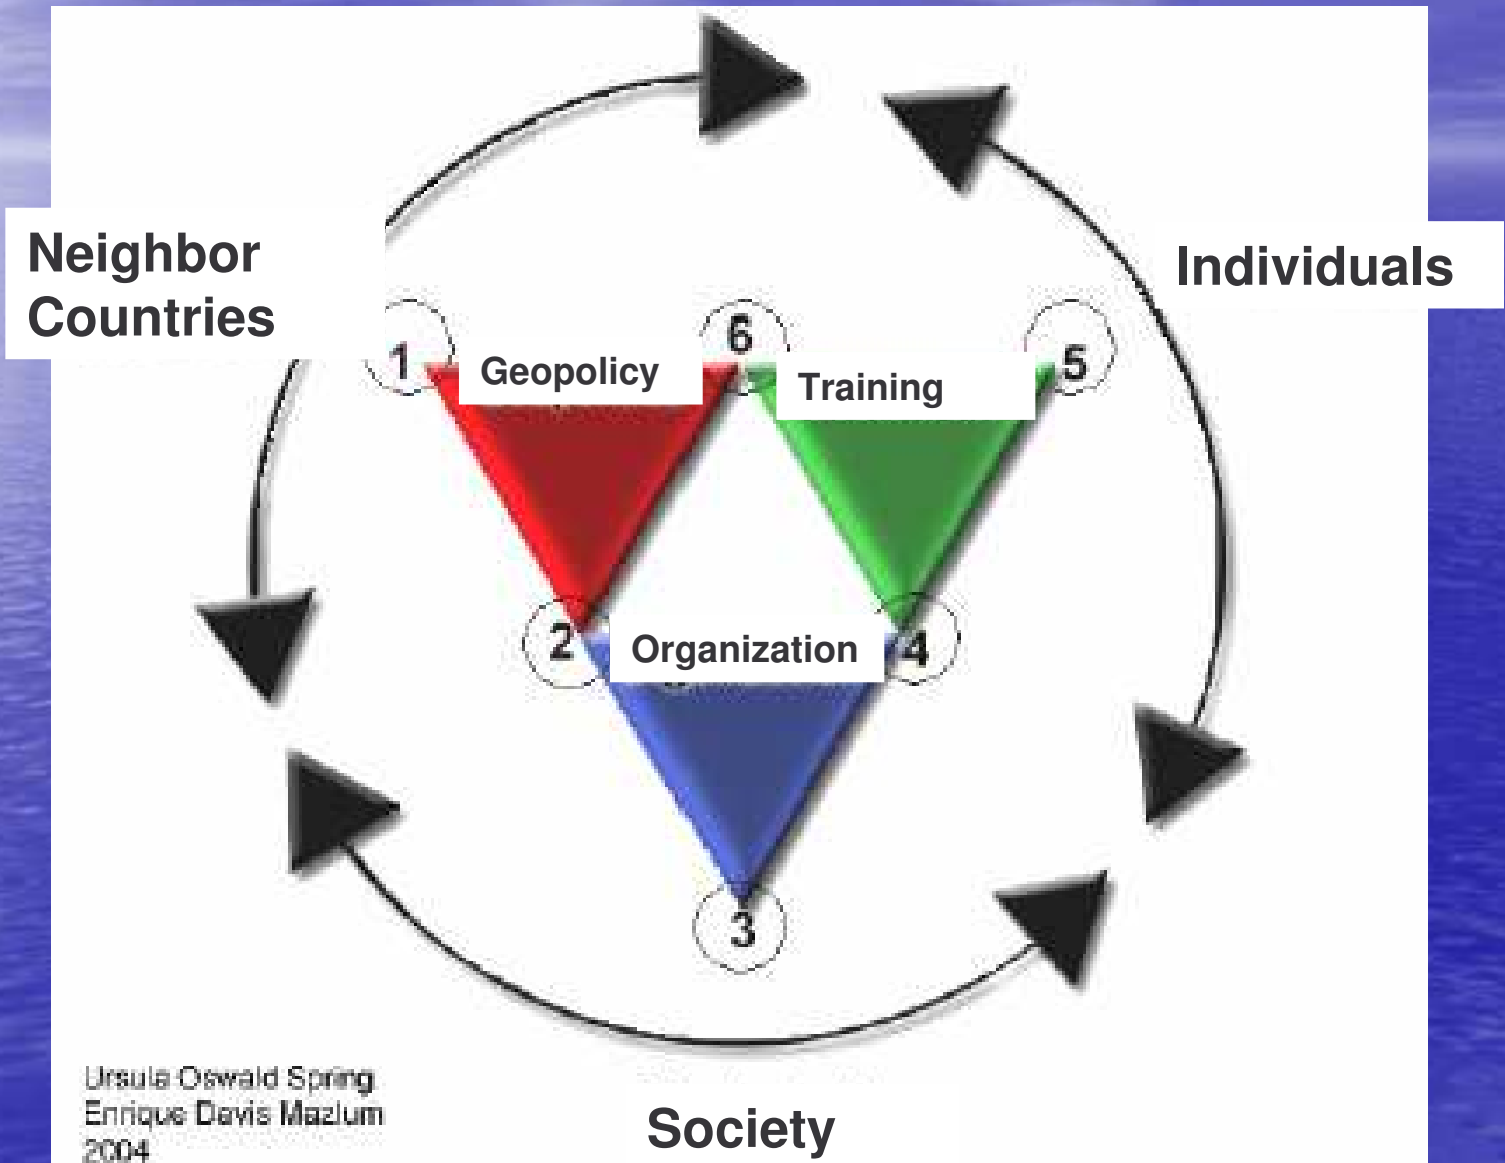 Neighbor
Countries
Individuals
1
6
5
Geopolicy
Training
2
Organization
4
3
Ursula Oswald Spring
Enrique Davis Mazlum
2004
Society